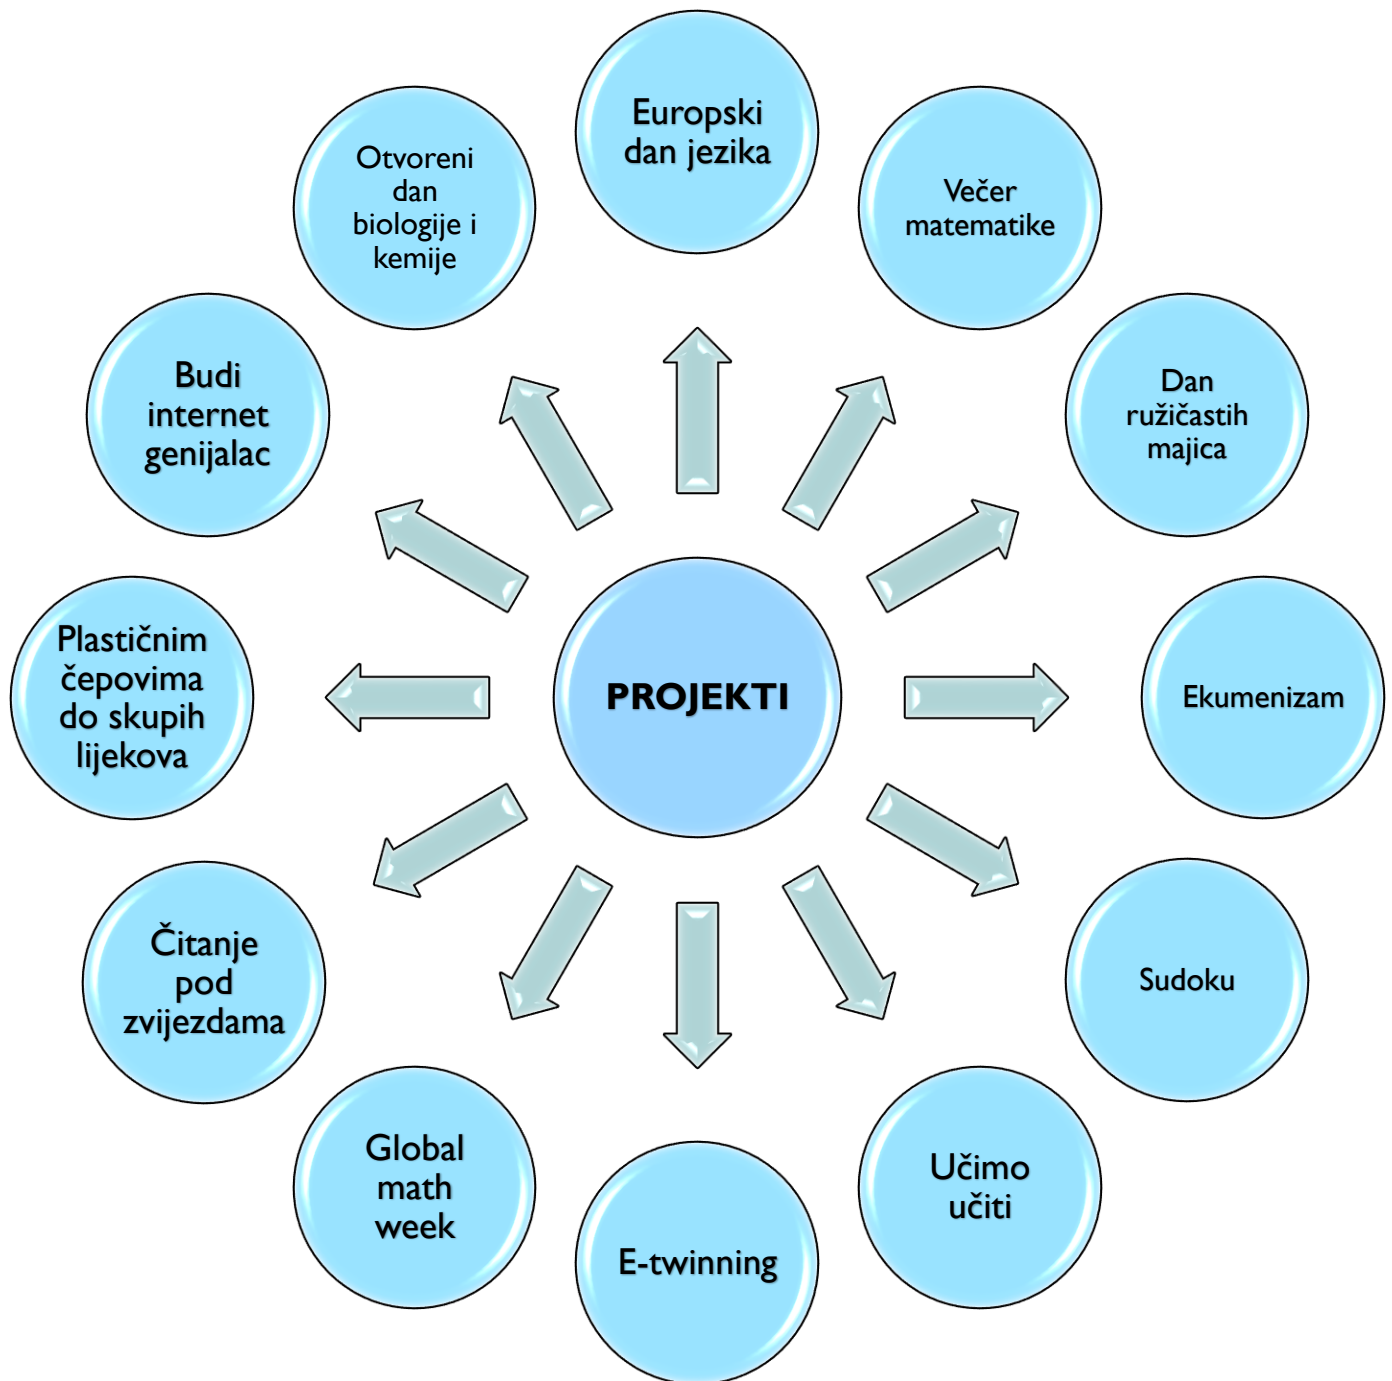 Europski
dan jezika
Večer
matematike
Dan
ružičastih
majica
Ekumenizam
Sudoku
Učimo
učiti
E-twinning
Global
math
week
Čitanje
pod
zvijezdama
Plastičnim
čepovima
do skupih
lijekova
Budi
internet
genijalac
Otvoreni
dan
biologije i
kemije
PROJEKTI